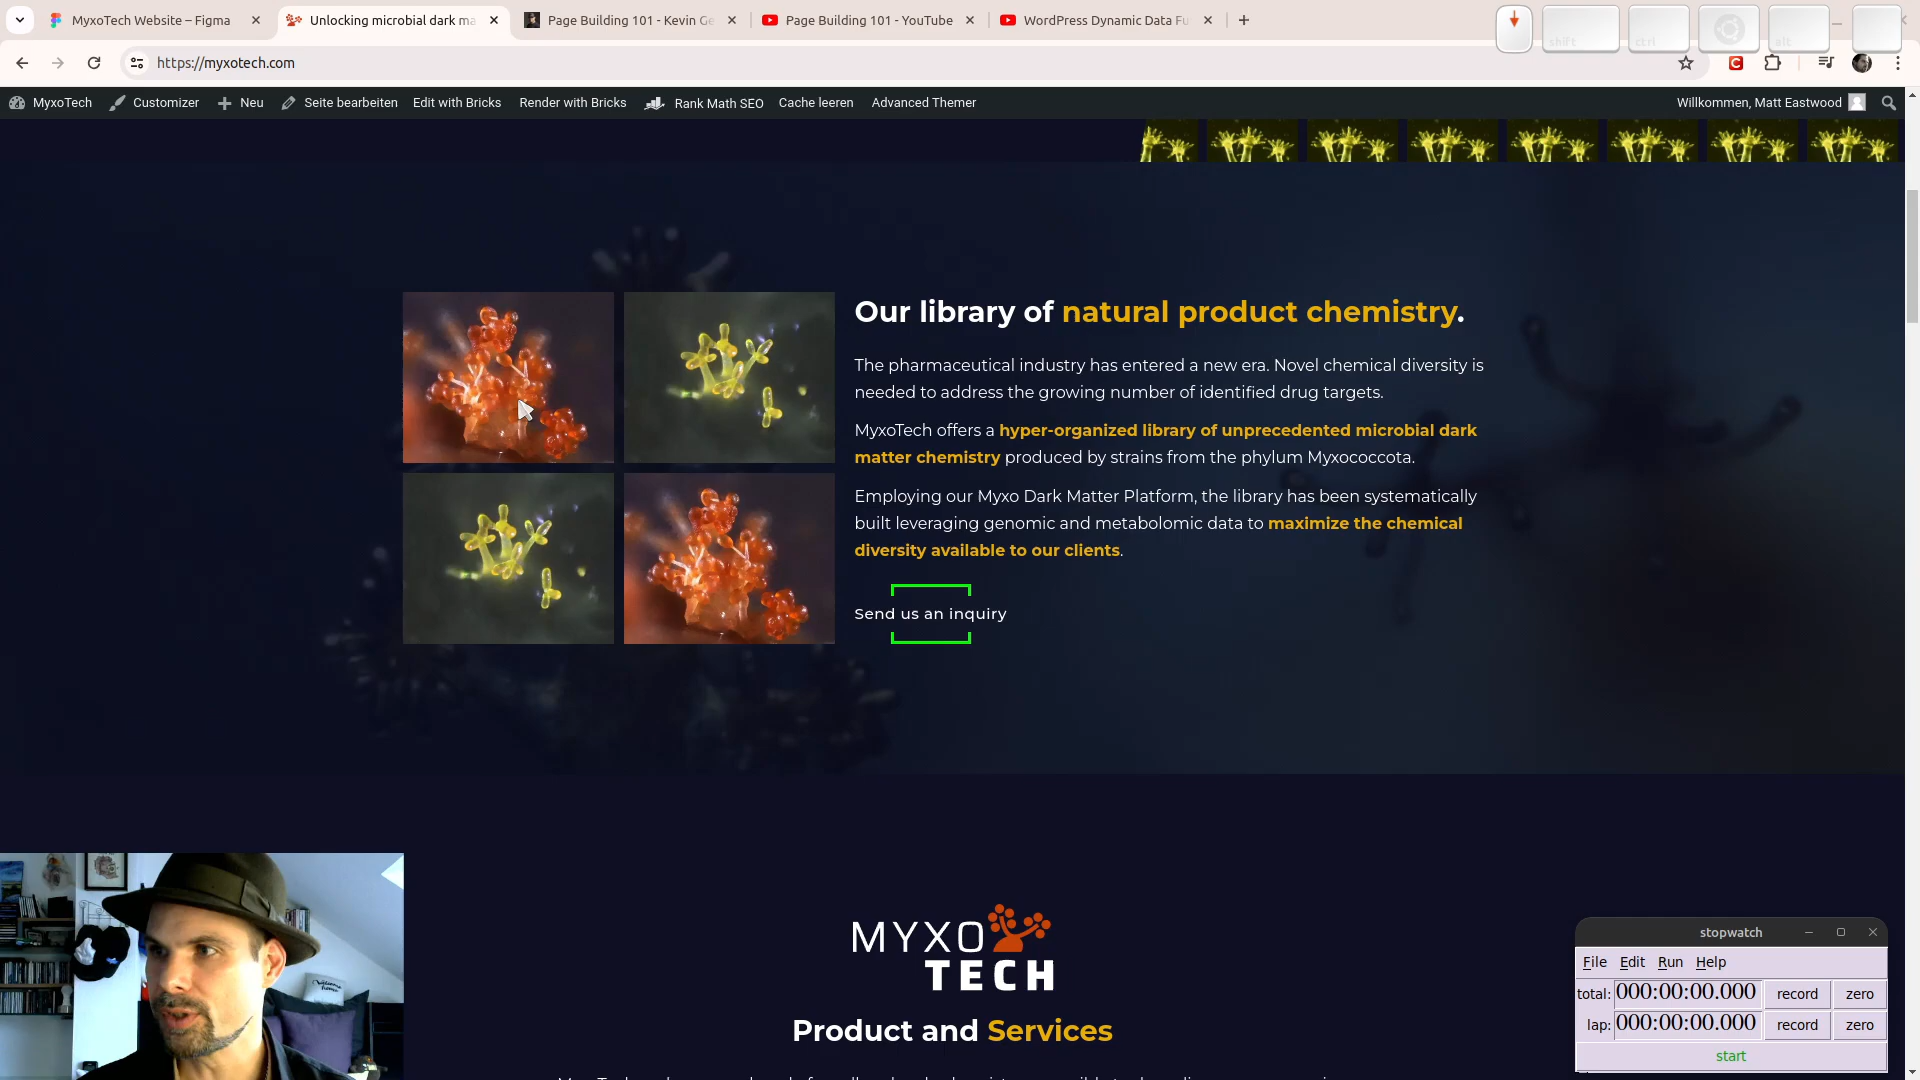 MyxoTech Website – Figma
Unlocking microbial dark ma
Page Building 101 - Kevin Ge
Page Building 101 - YouTube
WordPress Dynamic Data Fu
shift
ctrl
alt
https://myxotech.com
MyxoTech
Customizer
Neu
Seite bearbeiten
Edit with Bricks
Render with Bricks
Rank Math SEO
Cache leeren
Advanced Themer
Willkommen, Matt Eastwood
Our library of natural product chemistry.
The pharmaceutical industry has entered a new era. Novel chemical diversity is
needed to address the growing number of identified drug targets.
MyxoTech offers a hyper-organized library of unprecedented microbial dark
matter chemistry produced by strains from the phylum Myxococcota.
Employing our Myxo Dark Matter Platform, the library has been systematically
built leveraging genomic and metabolomic data to maximize the chemical
diversity available to our clients.
Send us an inquiry
MYXO
TECH
Product and Services
stopwatch
File Edit Run Help
total: 000:00:00.000 record zero
lap: 000:00:00.000 record zero
start